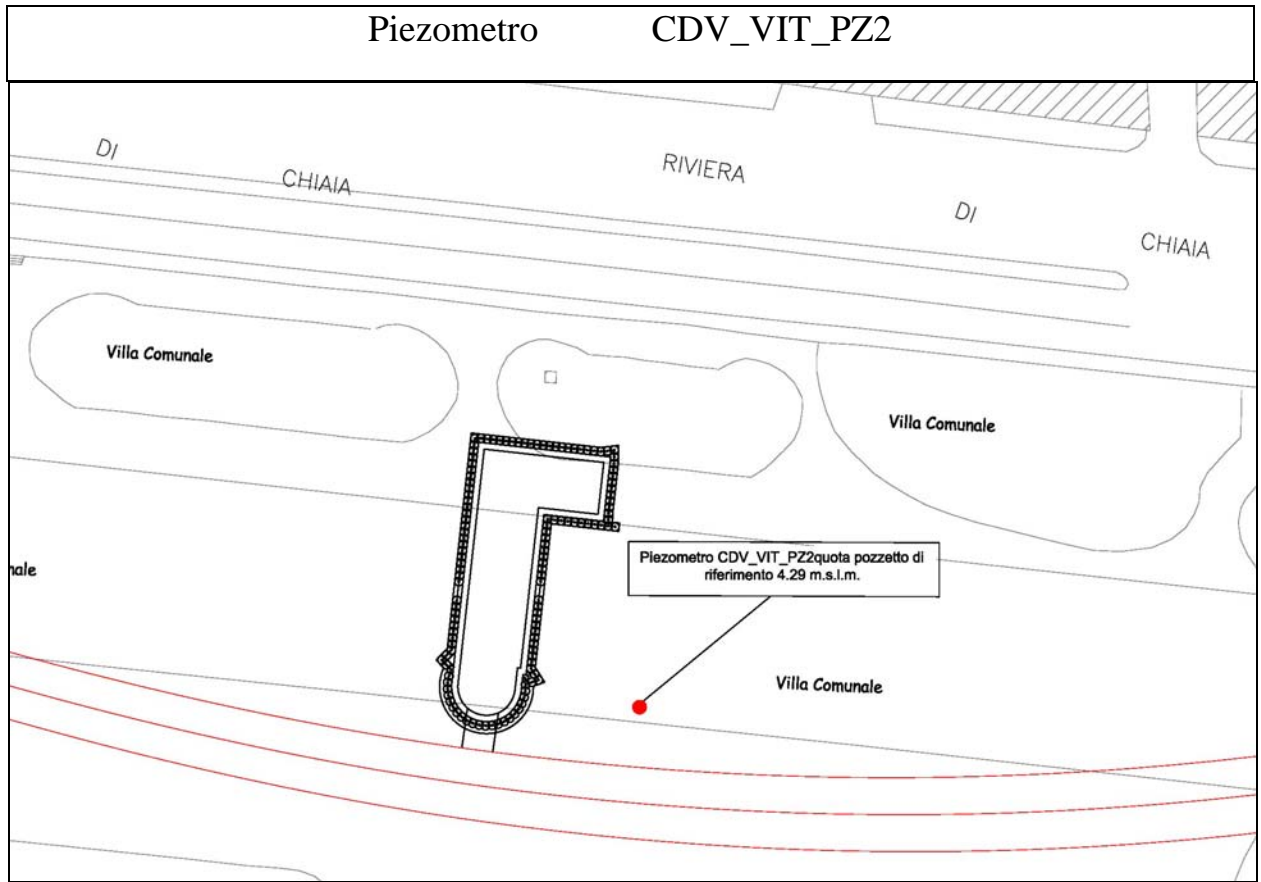 Piezometro CDV_VIT_PZ2
DI
CHIAIA
RIVIERA
DI
CHIAIA
Villa Comunale
Villa Comunale
nale
Piezometro CDV_VIT_PZ2quota pozzetto di
riferimento 4.29 m.s.l.m.
Villa Comunale